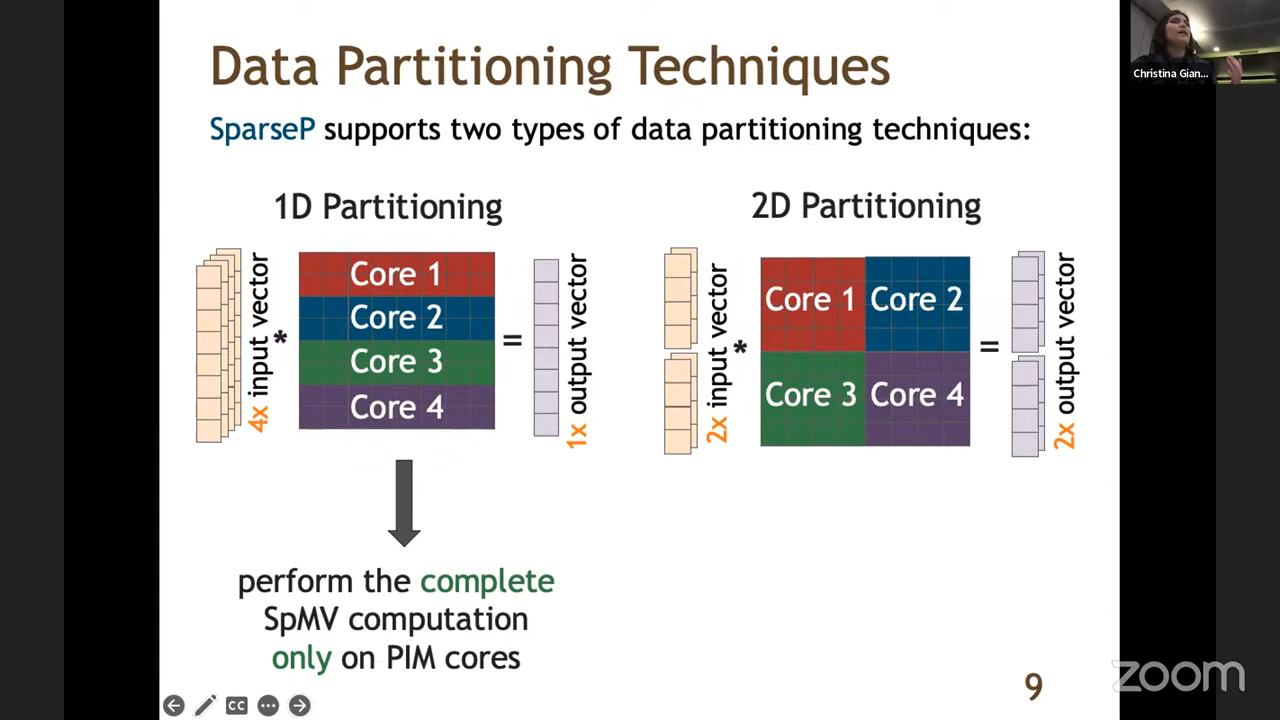 Data Partitioning Techniques
SparseP supports two types of data partitioning techniques:
1D Partitioning
4x input vector
*
Core 1
Core 2
Core 3
Core 4
=
1x output vector
perform the complete
SpMV computation
only on PIM cores
2D Partitioning
2x input vector
*
Core 1 Core 2
Core 3 Core 4
=
2x output vector
9
Christina Gian...
CC
zoom